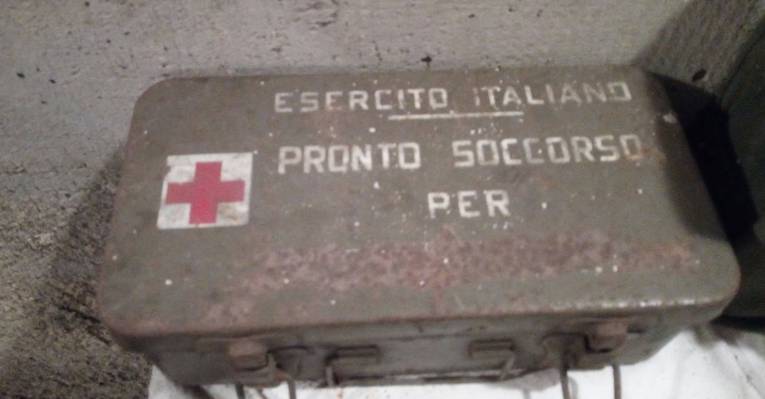 ESERCITO ITALIANO
PRONTO SOCCORSO
PER